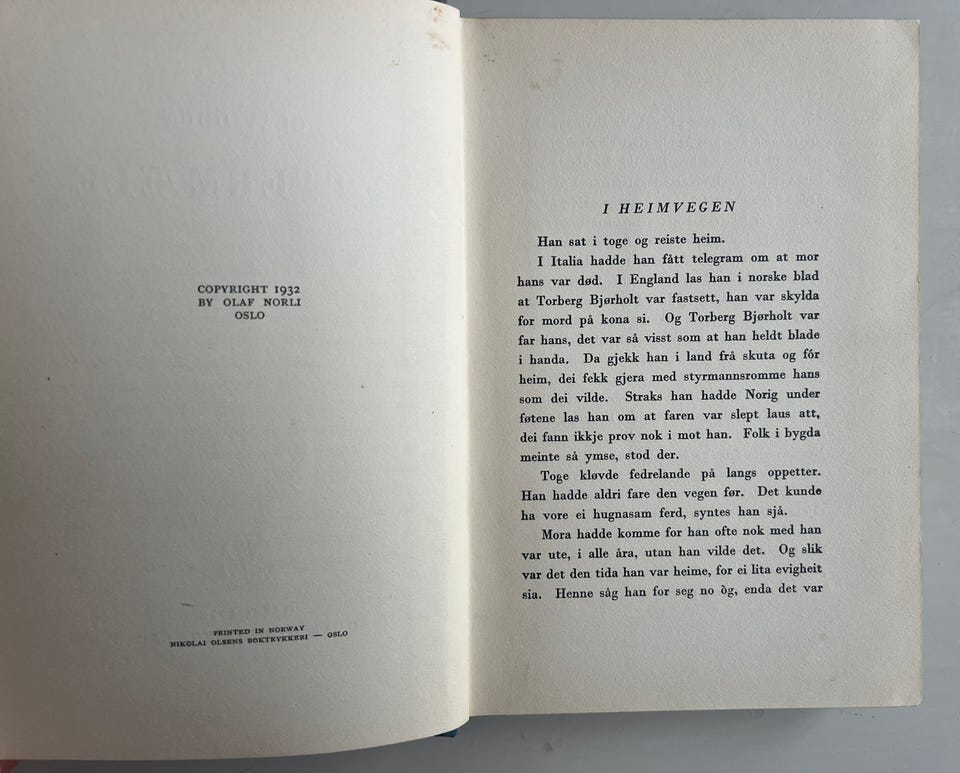 COPYRIGHT 1932
BY OLAF NORLI
OSLO
PRINTED IN NORWAY
NIKOLAI OLSENS BOKTRYKKERI — OSLO
I HEIMVEGEN
Han sat i toge og reiste heim.
I Italia hadde han fått telegram om at mor
hans var død. I England las han i norske blad
at Torberg Bjørholt var fastsett, han var skylda
for mord på kona si. Og Torberg Bjørholt var
far hans, det var så visst som at han heldt blade
i handa. Da gjekk han i land frå skuta og fór
heim, dei fekk gjera med styrmannsromme hans
som dei vilde. Straks han hadde Norig under
føtene las han om at faren var slept laus att,
dei fann ikkje prov nok i mot han. Folk i bygda
meinte så ymse, stod der.
Toge kløvde fedrelande på langs oppetter.
Han hadde aldri fare den vegen før. Det kunde
ha vore ei hugnasam ferd, syntes han sjå.
Mora hadde komme for han ofte nok med han
var ute, i alle åra, utan han vilde det. Og slik
var det den tida han var heime, for ei lita evigheit
sia. Henne såg han for seg no òg, enda det var